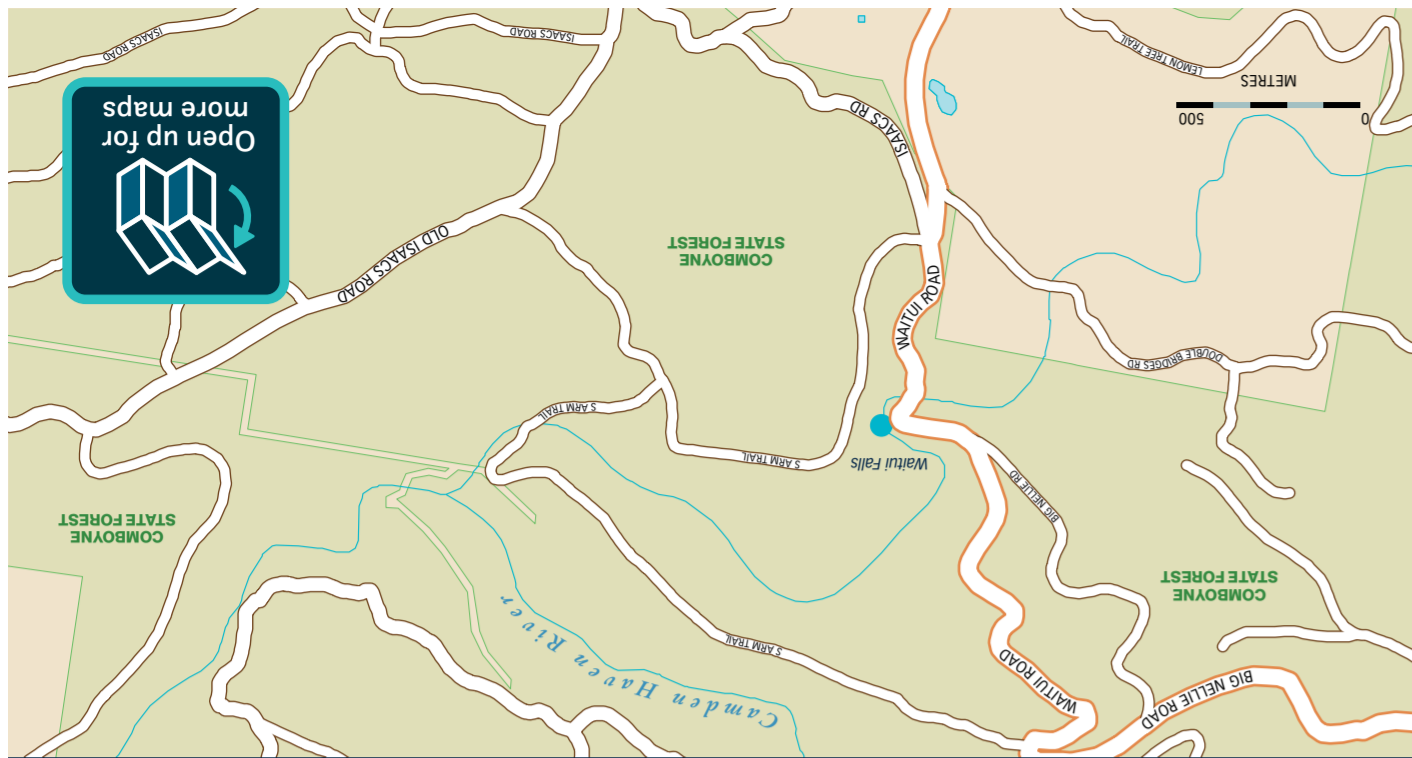 BIG NELLIE ROAD
WAITUI ROAD
Camden Haven River
S ARM TRAIL
COMBOYNE
STATE FOREST
COMBOYNE
STATE FOREST
BIG NELLIE RD
Waitui Falls
S ARM TRAIL
S ARM TRAIL
DOUBLE BRIDGES RD
WAITUI ROAD
OLD ISAACS ROAD
COMBOYNE
STATE FOREST
Open up for
more maps
ISAACS RD
0 500
METRES
LEMON TREE TRAIL
ISAACS ROAD
ISAACS ROAD